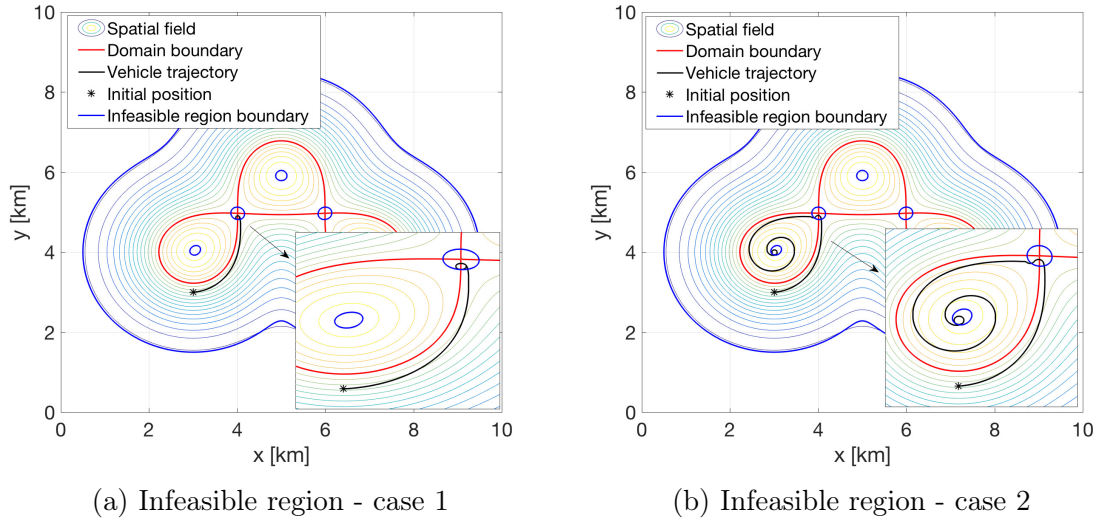 10
8
6
4
2
0
y [km]
Spatial field
Domain boundary
Vehicle trajectory
Initial position
Infeasible region boundary
0 2 4 6 8 10
x [km]
(a) Infeasible region - case 1
10
8
6
4
2
0
y [km]
Spatial field
Domain boundary
Vehicle trajectory
Initial position
Infeasible region boundary
0 2 4 6 8 10
x [km]
(b) Infeasible region - case 2